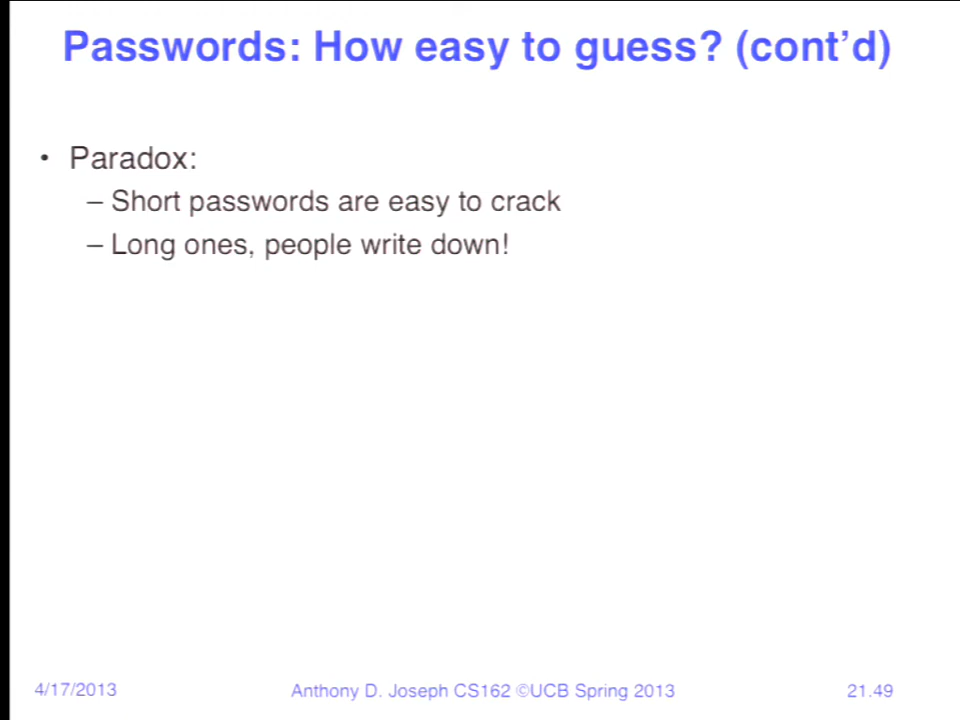 Passwords: How easy to guess? (cont’d)
• Paradox:
– Short passwords are easy to crack
– Long ones, people write down!
4/17/2013 Anthony D. Joseph CS162 ©UCB Spring 2013 21.49